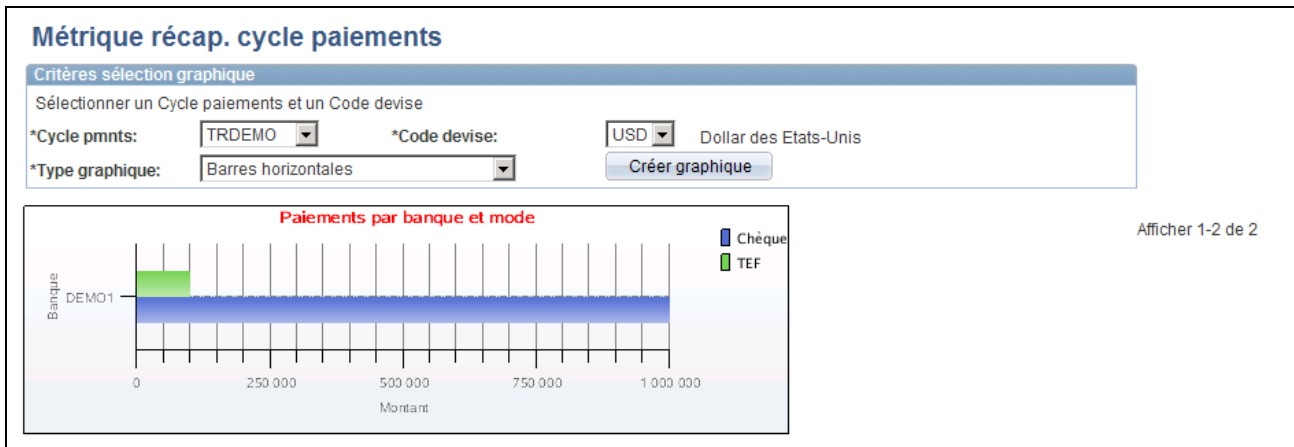 Métrique récap. cycle paiements
Critères sélection graphique
Sélectionner un Cycle paiements et un Code devise
*Cycle pmnts: TRDEMO *Code devise: USD Dollar des Etats-Unis
*Type graphique: Barres horizontales Créer graphique
Paiements par banque et mode
Afficher 1-2 de 2
Chèque
TEF
Banque
DEMO1
0 250 000 500 000 750 000 1 000 000
Montant